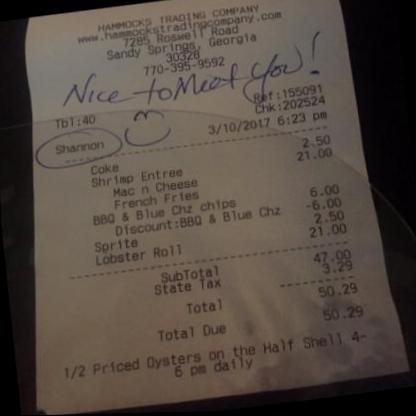 HAMMOCKS TRADING COMPANY
www.hammockstradingcompany.com
7285 Roswell Road
Sandy Springs, Georgia
30328
770-395-9592
Nice to Meet you!
Ref:155091
Tbl:40 Chk:202524
Shannon 3/10/2017 6:23 pm
Coke 2.50
Shrimp Entree 21.00
Mac n Cheese
French Fries
BBQ & Blue Chz chips 6.00
Discount:BBQ & Blue Chz -6.00
Sprite 2.50
Lobster Roll 21.00
SubTotal 47.00
State Tax 3.29
Total 50.29
Total Due 50.29
1/2 Priced Oysters on the Half Shell 4-
6 pm daily